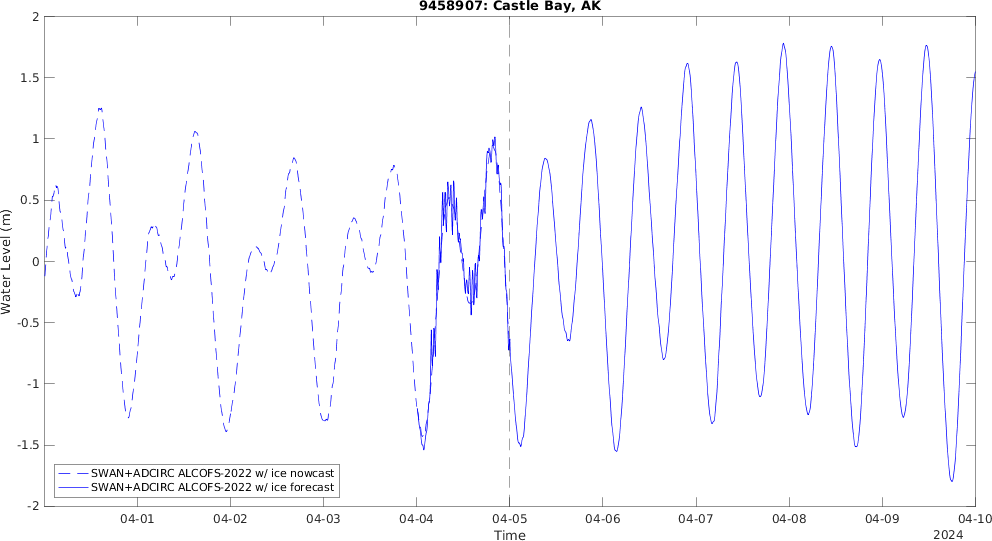 9458907: Castle Bay, AK
2
1.5
1
0.5
0
-0.5
-1
-1.5
-2
Water Level (m)
SWAN+ADCIRC ALCOFS-2022 w/ ice nowcast
SWAN+ADCIRC ALCOFS-2022 w/ ice forecast
04-01 04-02 04-03 04-04 04-05 04-06 04-07 04-08 04-09 04-10
Time
2024